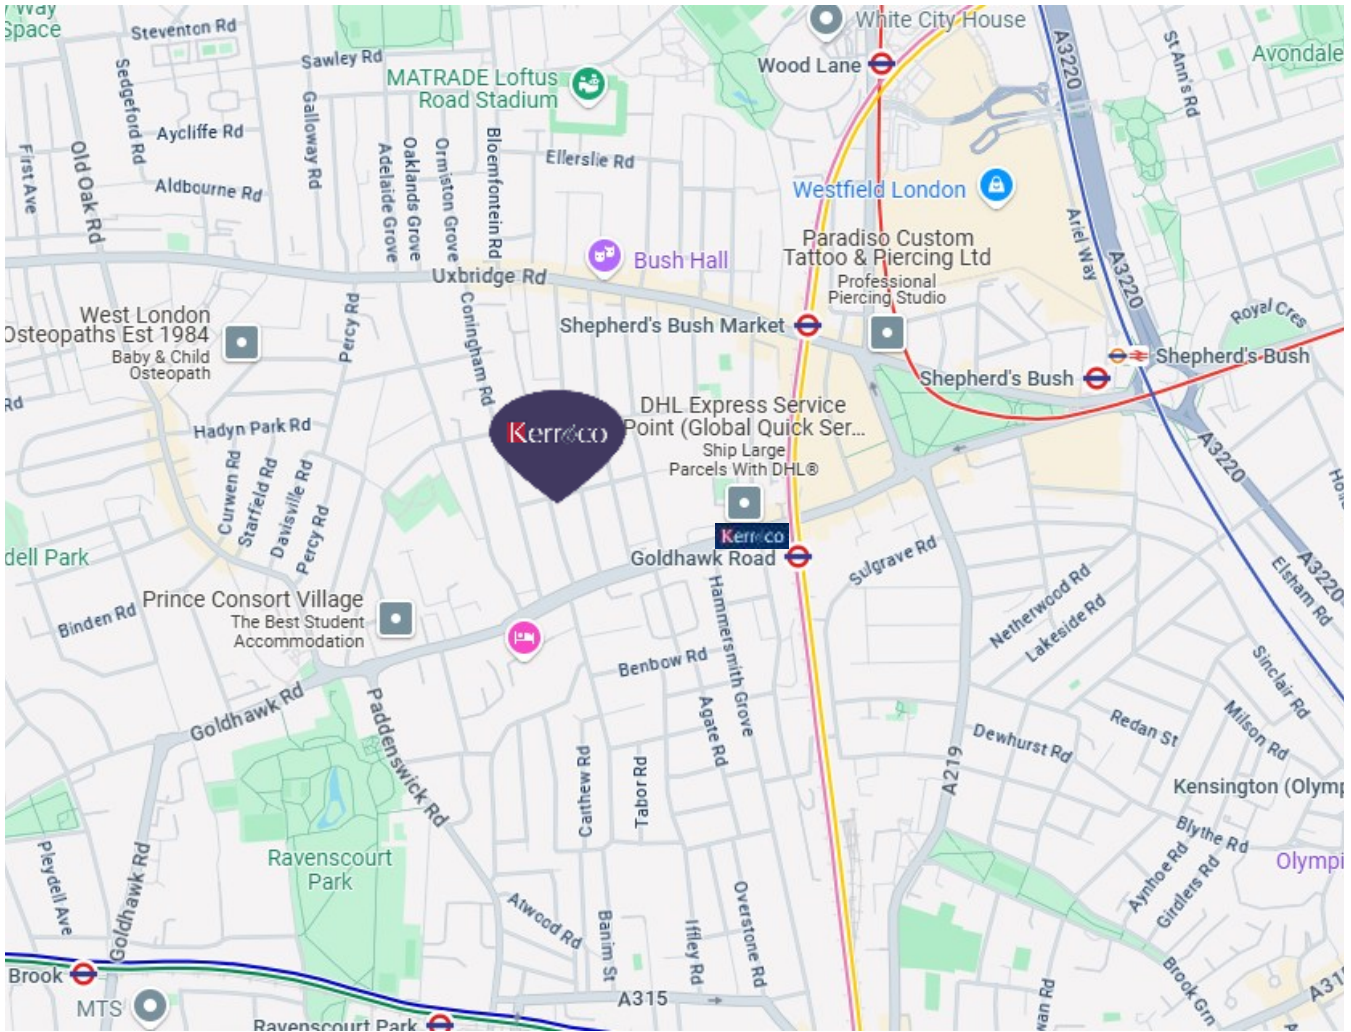 Way
Space
Steventon Rd
White City House
St Ann's Rd
A3220
Avondale
Sawley Rd
Wood Lane
MATRADE Loftus
Road Stadium
Sedgeford Rd
Galloway Rd
Aycliffe Rd
First Ave
Old Oak Rd
Adelaide Grove
Oaklands Grove
Ormiston Grove
Bloemfontein Rd
Ellerslie Rd
Aldbourne Rd
Westfield London
Ariel Way
Paradiso Custom
Tattoo & Piercing Ltd
Professional
Piercing Studio
Bush Hall
Uxbridge Rd
A3220
Royal Cres
West London
Osteopaths Est 1984
Baby & Child
Osteopath
Percy Rd
Coningham Rd
Shepherd's Bush Market
Shepherd's Bush
Shepherd's Bush
Rd
Hadyn Park Rd
Kerr&co
DHL Express Service
Point (Global Quick Ser...
Ship Large
Parcels With DHL®
A3220
Curwen Rd
Starfield Rd
Davisville Rd
Percy Rd
Kerr&co
Goldhawk Road
Sulgrave Rd
dell Park
A3220
Elsham Rd
Binden Rd
Prince Consort Village
The Best Student
Accommodation
Hammersmith Grove
Netherwood Rd
Lakeside Rd
Benbow Rd
Sinclair Rd
Goldhawk Rd
Paddenswick Rd
Agate Rd
Dewhurst Rd
Redan St
Milson Rd
A219
Caithew Rd
Tabor Rd
Kensington (Olymp
Blythe Rd
Olympi
Ravenscourt
Park
Pleydell Ave
Goldhawk Rd
Aynhoe Rd
Girdlers Rd
Atwood Rd
Banim St
Iffley Rd
Overstone Rd
Brook Grn
Brook
MTS
A315
Ravenscourt Park
wan Rd
A31